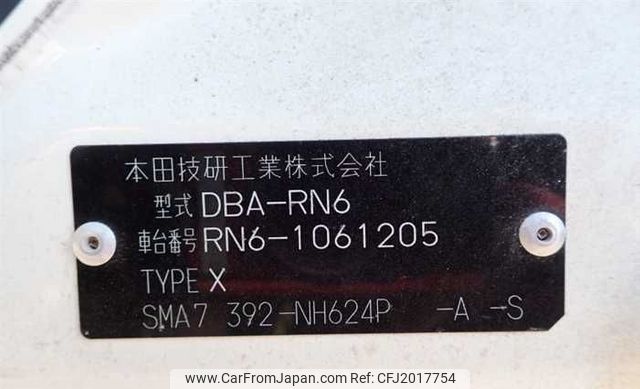 本田技研工業株式会社
型式 DBA-RN6
車台番号 RN6-1061205
TYPE X
SMA7 392-NH624P -A -S
© www.CarFromJapan.com Ref: CFJ2017754